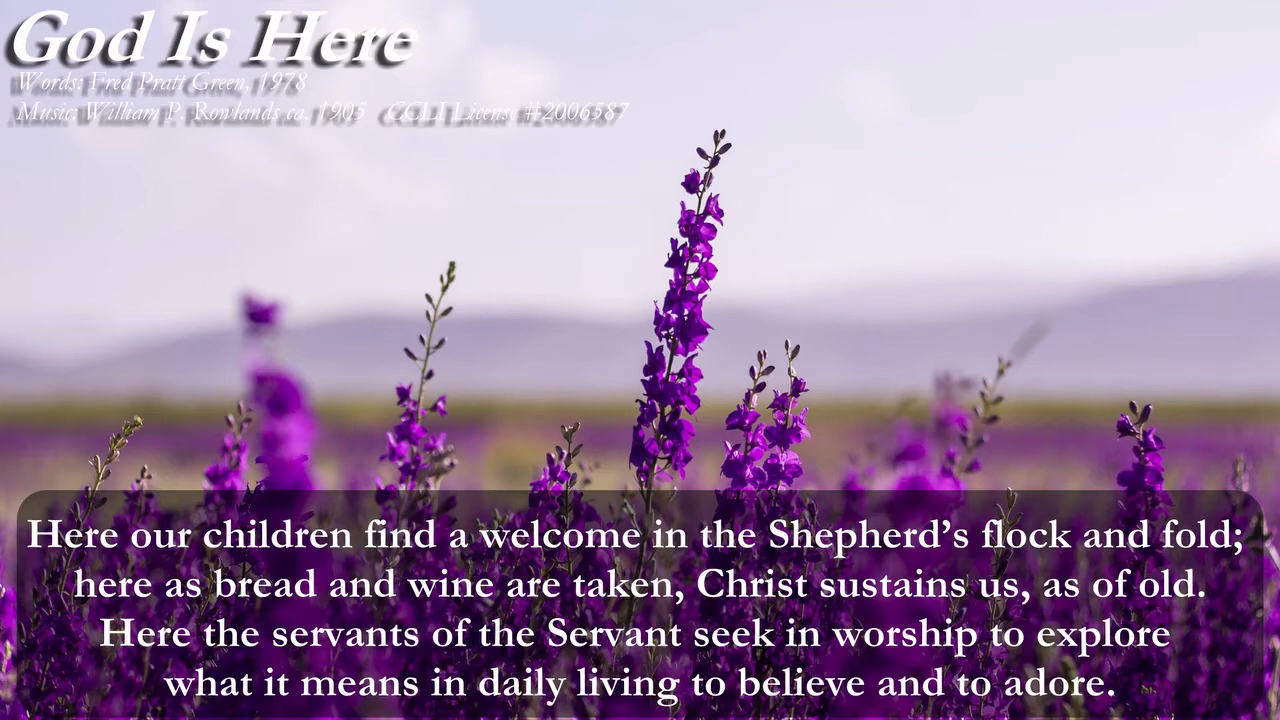 God Is Here
Words: Fred Pratt Green, 1978
Music: William P. Rowlands ca. 1905 CCLI License #2006587
Here our children find a welcome in the Shepherd’s flock and fold;
here as bread and wine are taken, Christ sustains us, as of old.
Here the servants of the Servant seek in worship to explore
what it means in daily living to believe and to adore.